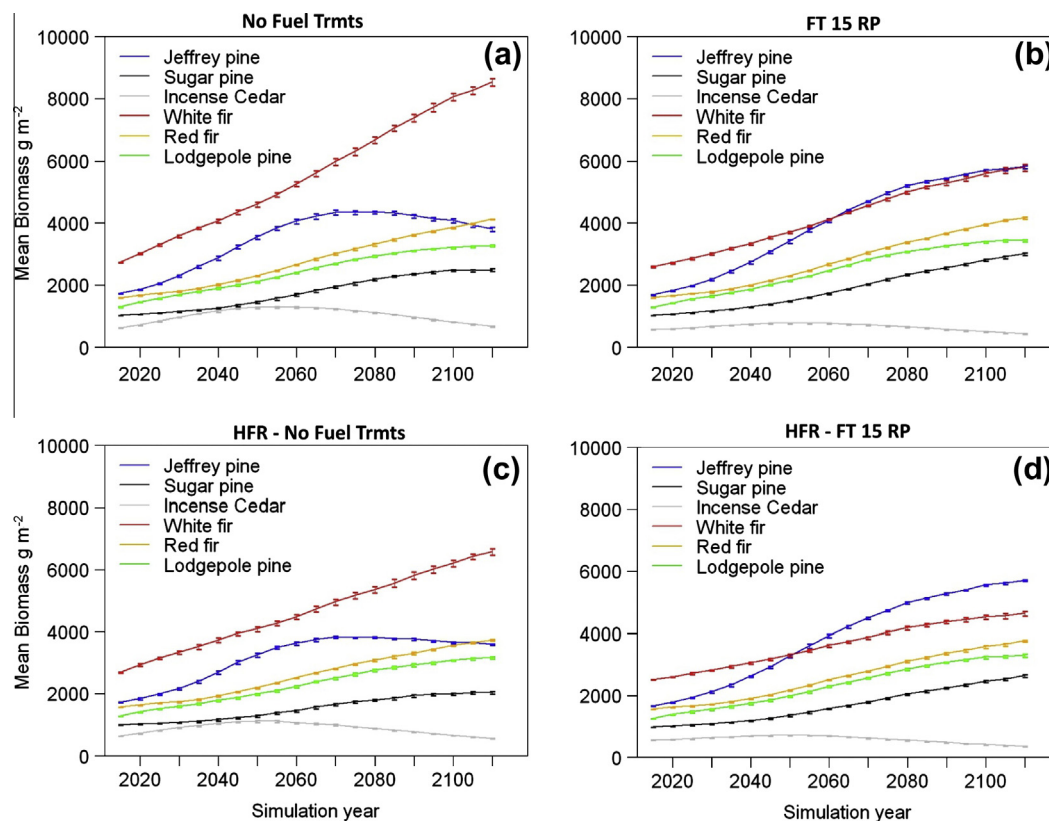 No Fuel Trmts
(a)
Mean Biomass g m-2
10000
8000
6000
4000
2000
0
Jeffrey pine
Sugar pine
Incense Cedar
White fir
Red fir
Lodgepole pine
2020 2040 2060 2080 2100
FT 15 RP
(b)
10000
8000
6000
4000
2000
0
Jeffrey pine
Sugar pine
Incense Cedar
White fir
Red fir
Lodgepole pine
2020 2040 2060 2080 2100
HFR - No Fuel Trmts
(c)
Mean Biomass g m-2
10000
8000
6000
4000
2000
0
Jeffrey pine
Sugar pine
Incense Cedar
White fir
Red fir
Lodgepole pine
2020 2040 2060 2080 2100
Simulation year
HFR - FT 15 RP
(d)
10000
8000
6000
4000
2000
0
Jeffrey pine
Sugar pine
Incense Cedar
White fir
Red fir
Lodgepole pine
2020 2040 2060 2080 2100
Simulation year